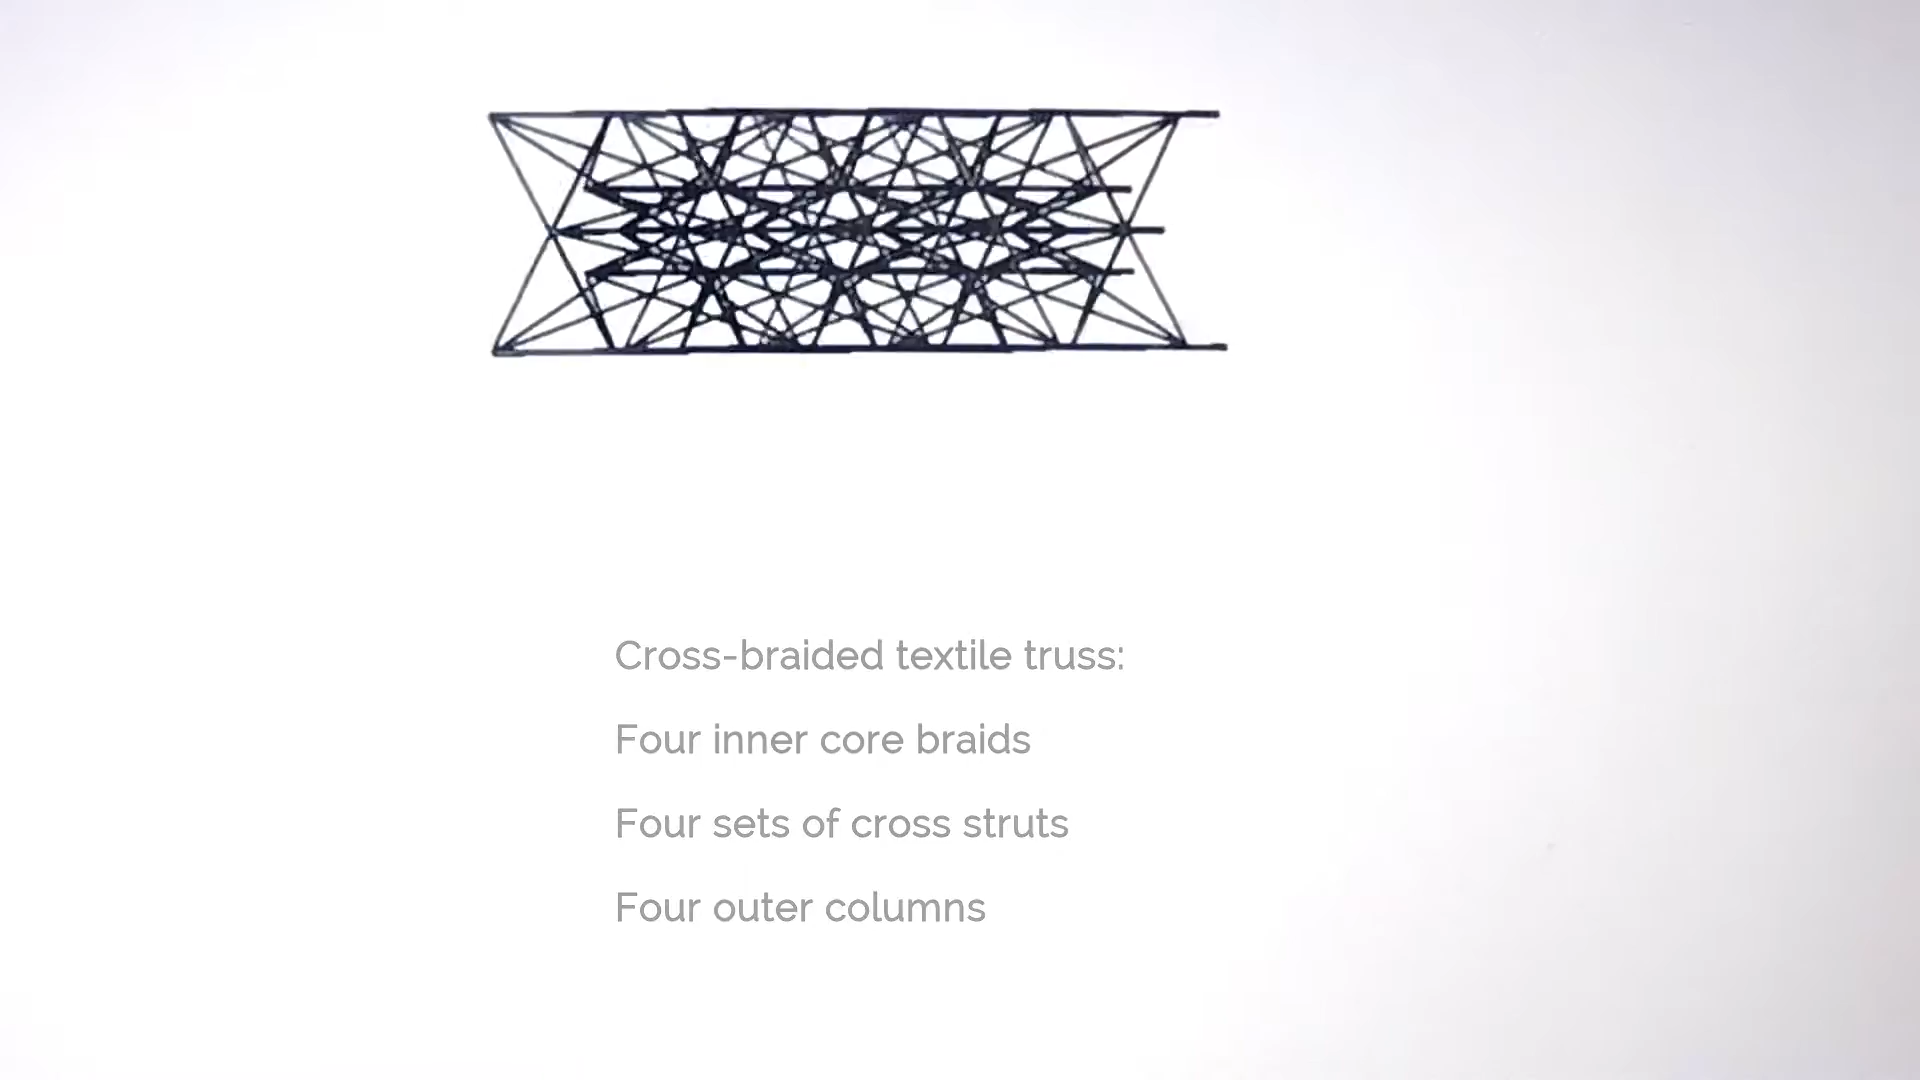 Cross-braided textile truss:
Four inner core braids
Four sets of cross struts
Four outer columns